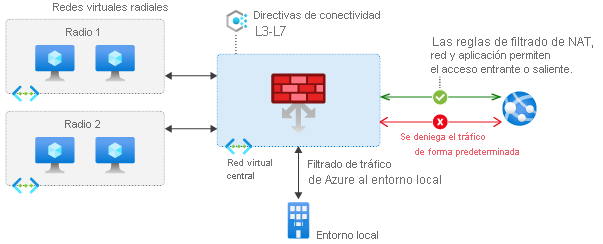 Redes virtuales radiales
Radio 1
Radio 2
Directivas de conectividad
L3-L7
Red virtual
central
Las reglas de filtrado de NAT,
red y aplicación permiten
el acceso entrante o saliente.
Se deniega el tráfico
de forma predeterminada
Filtrado de tráfico
de Azure al entorno local
Entorno local